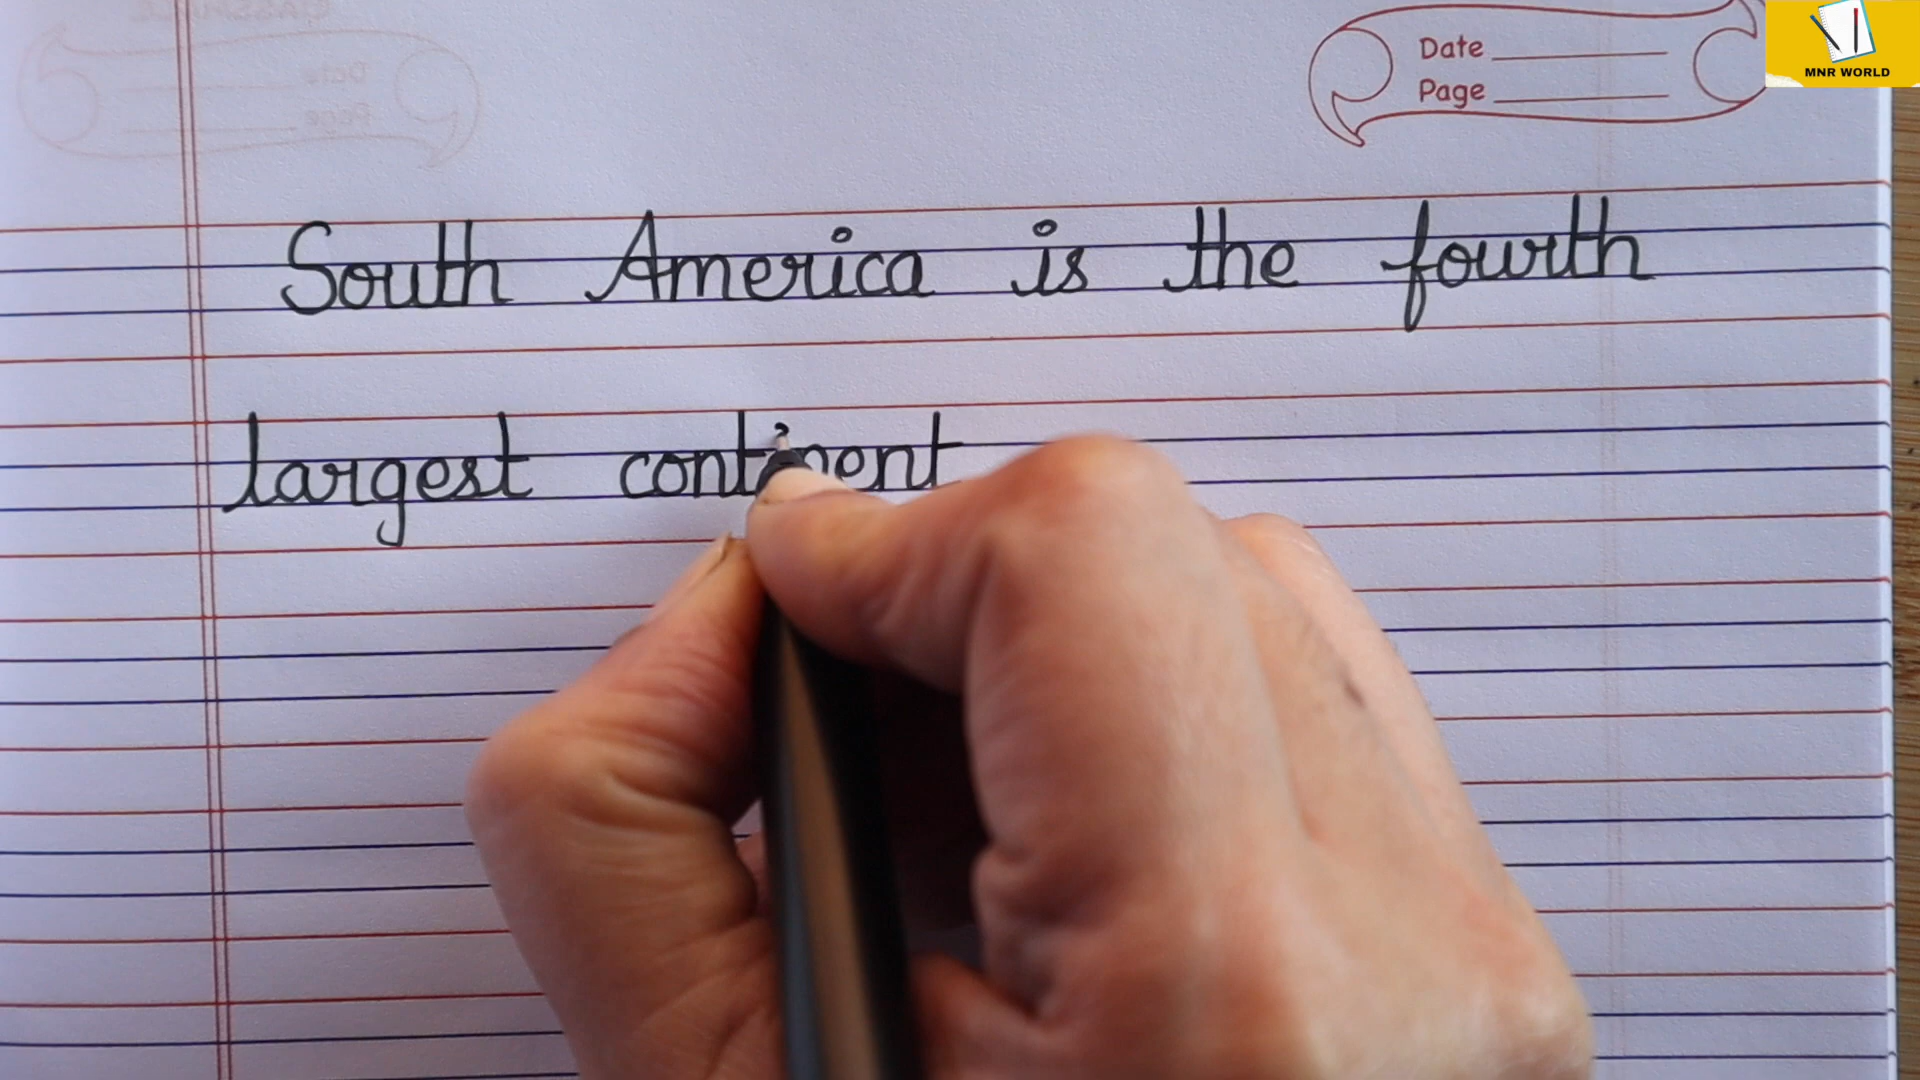 Date
Page
MNR WORLD
South America is the fourth
largest continent